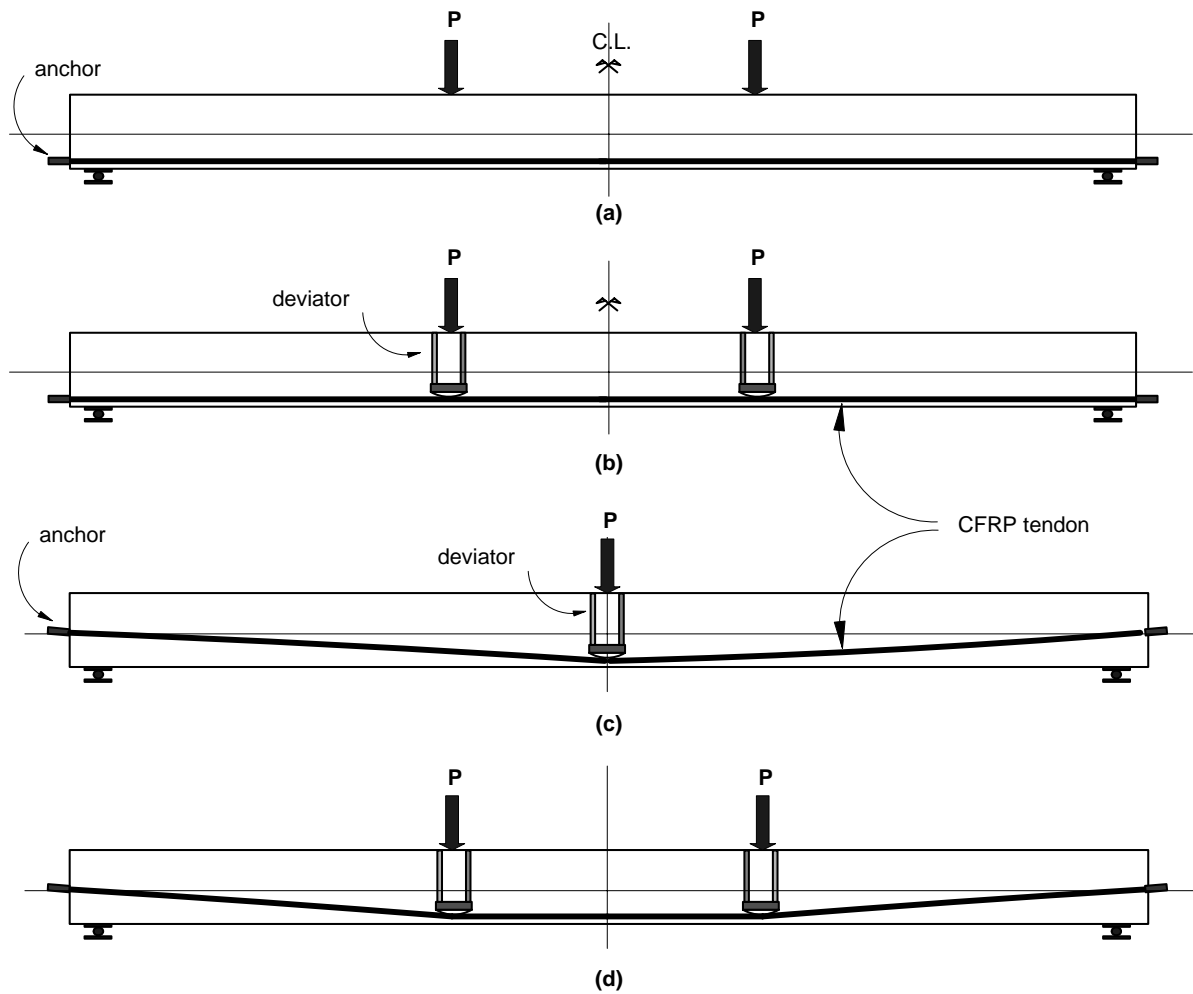 P
P
C.L.
anchor
(a)
P
P
deviator
(b)
P
anchor
deviator
CFRP tendon
(c)
P
P
(d)